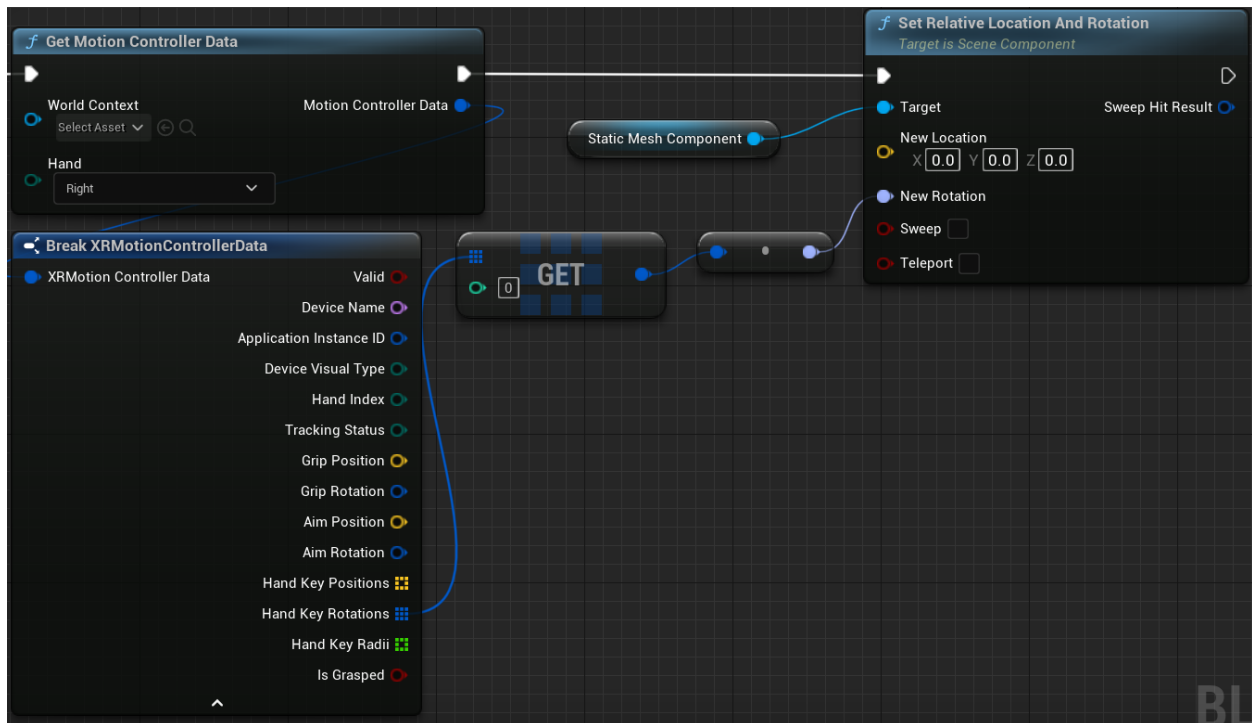 Get Motion Controller Data
World Context
Select Asset
Motion Controller Data
Hand
Right
Break XRMotionControllerData
XRMotion Controller Data
Valid
Device Name
Application Instance ID
Device Visual Type
Hand Index
Tracking Status
Grip Position
Grip Rotation
Aim Position
Aim Rotation
Hand Key Positions
Hand Key Rotations
Hand Key Radii
Is Grasped
Static Mesh Component
GET
0
f Set Relative Location And Rotation
Target is Scene Component
Target
Sweep Hit Result
New Location
X 0.0 Y 0.0 Z 0.0
New Rotation
Sweep
Teleport